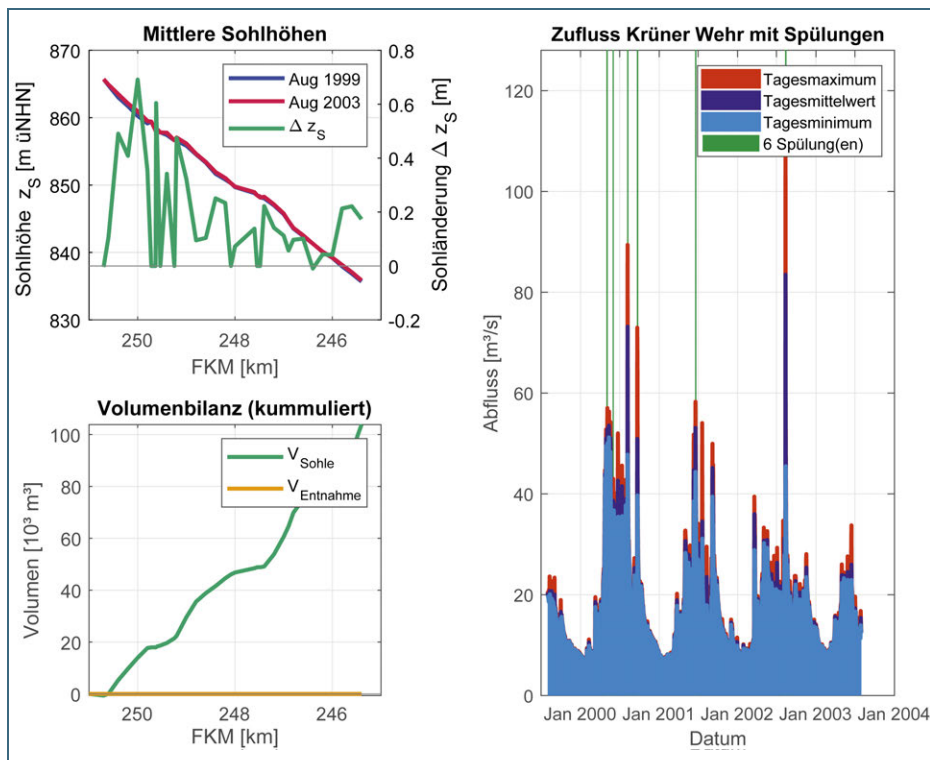 Mittlere Sohlhöhen
870
860
850
840
830
Sohlhöhe z_S [m üNHN]
Aug 1999
Aug 2003
Δ z_S
0.8
0.6
0.4
0.2
0
-0.2
Sohländerung Δ z_S [m]
250
248
246
FKM [km]
Volumenbilanz (kummuliert)
100
80
60
40
20
0
Volumen [10³ m³]
V_Sohle
V_Entnahme
250
248
246
FKM [km]
Zufluss Krüner Wehr mit Spülungen
120
100
80
60
40
20
0
Abfluss [m³/s]
Tagesmaximum
Tagesmittelwert
Tagesminimum
6 Spülung(en)
Jan 2000
Jan 2001
Jan 2002
Jan 2003
Jan 2004
Datum